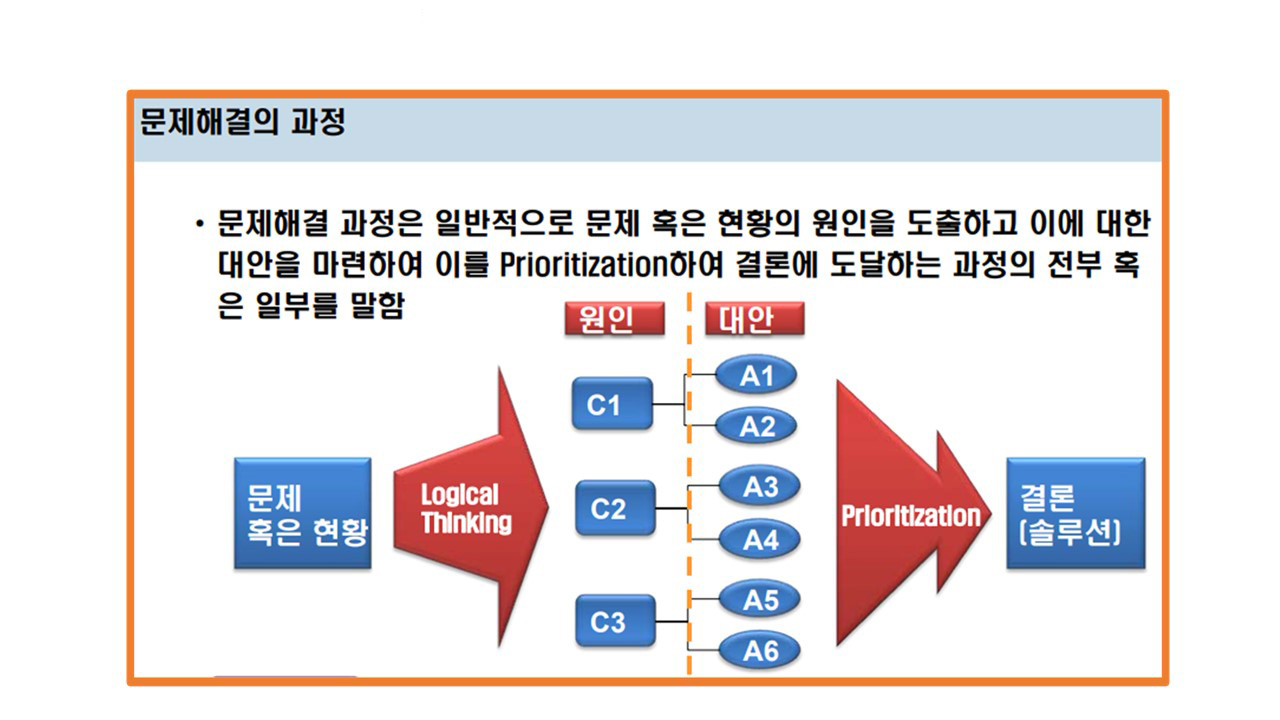 문제해결의 과정
• 문제해결 과정은 일반적으로 문제 혹은 현황의 원인을 도출하고 이에 대한
대안을 마련하여 이를 Prioritization하여 결론에 도달하는 과정의 전부 혹
은 일부를 말함
원인
대안
문제
혹은 현황
Logical
Thinking
C1
A1
A2
C2
A3
A4
C3
A5
A6
Prioritization
결론
(솔루션)